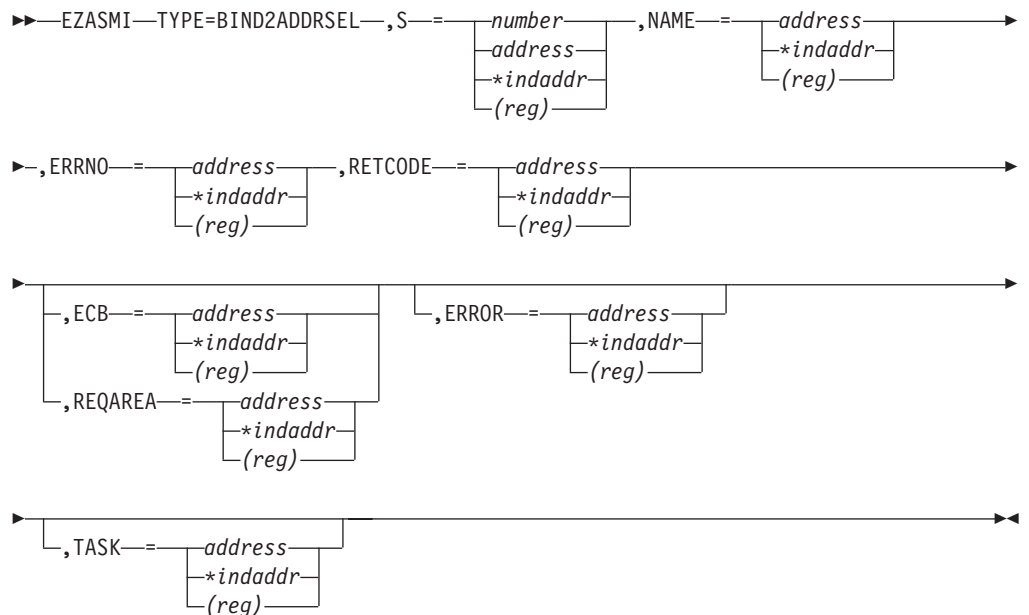 EZASMI TYPE=BIND2ADDRSEL ,S = number ,NAME = address
address *indaddr
*indaddr (reg)
(reg)
,ERRNO = address ,RETCODE = address
*indaddr *indaddr
(reg) (reg)
,ECB = address ,ERROR = address
*indaddr *indaddr
(reg) (reg)
,REQAREA = address
*indaddr
(reg)
,TASK = address
*indaddr
(reg)